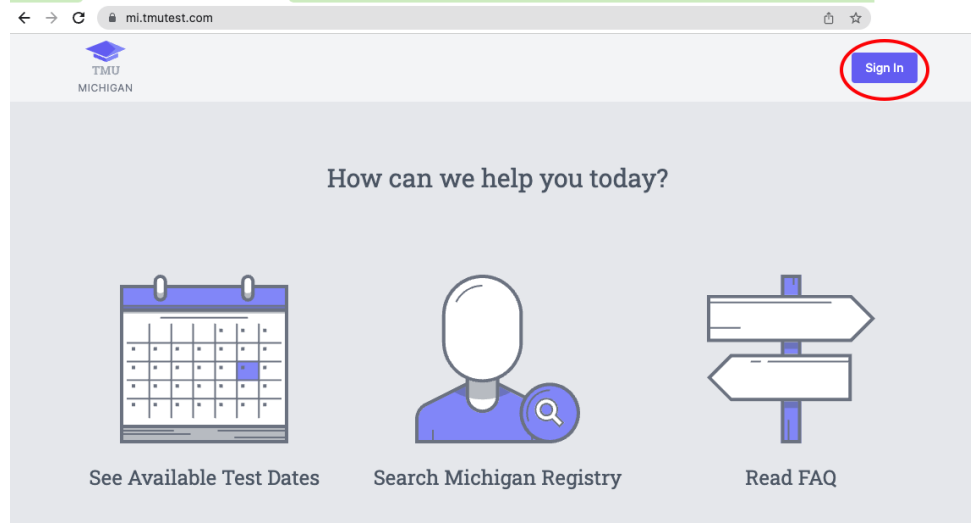 mi.tmutest.com
TMU
MICHIGAN
Sign In
How can we help you today?
See Available Test Dates
Search Michigan Registry
Read FAQ